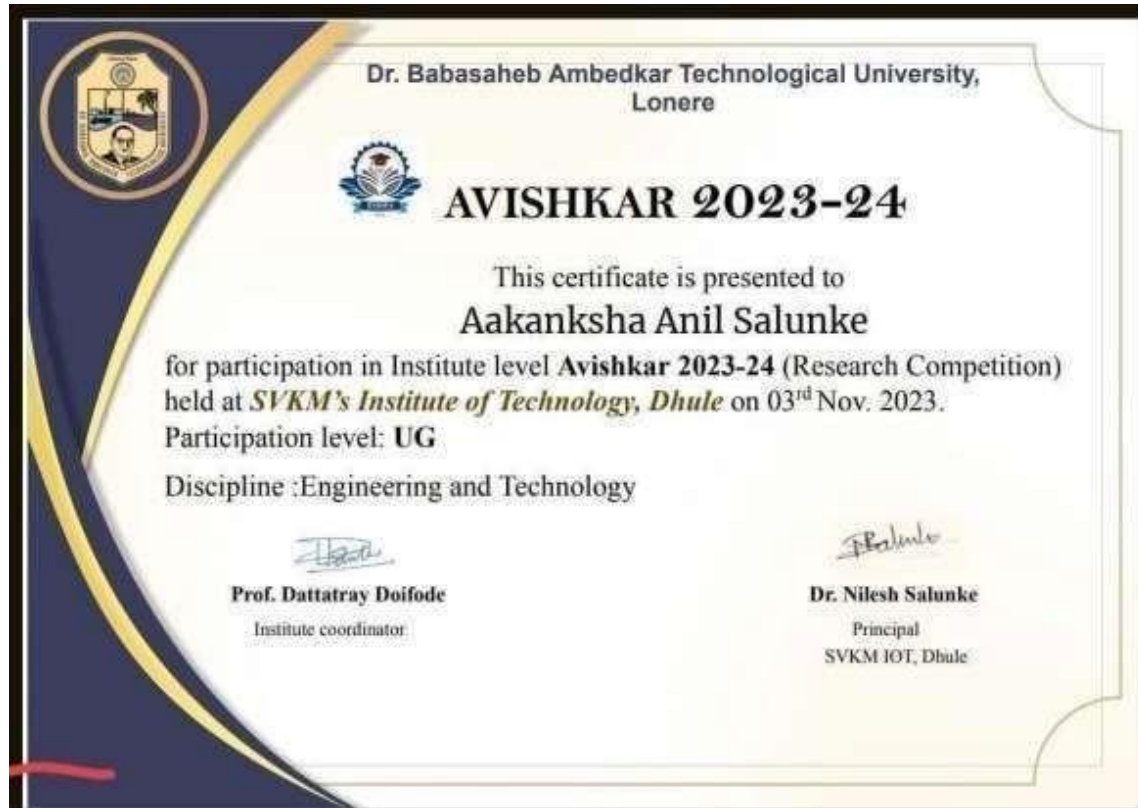 Dr. Babasaheb Ambedkar Technological University,
Lonere
AVISHKAR 2023-24
This certificate is presented to
Aakanksha Anil Salunke
for participation in Institute level Avishkar 2023-24 (Research Competition)
held at SVKM's Institute of Technology, Dhule on 03rd Nov. 2023.
Participation level: UG
Discipline :Engineering and Technology
Prof. Dattatray Doifode
Dr. Nilesh Salunke
Institute coordinator
Principal
SVKM IOT, Dhule